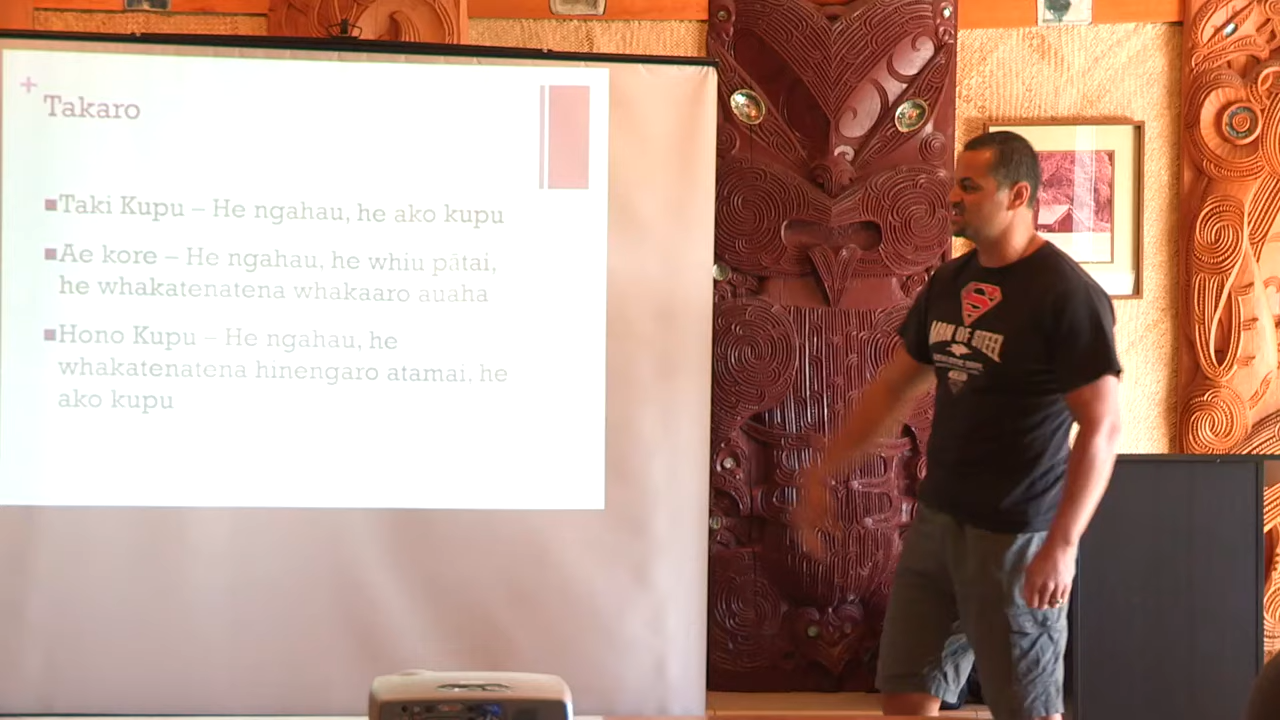 +
Takaro
Taki Kupu – He ngahau, he ako kupu
Ae kore – He ngahau, he whiu pātai,
he whakatenatena whakaaro auaha
Hono Kupu – He ngahau, he
whakatenatena hinengaro atamai, he
ako kupu
MAN OF STEEL